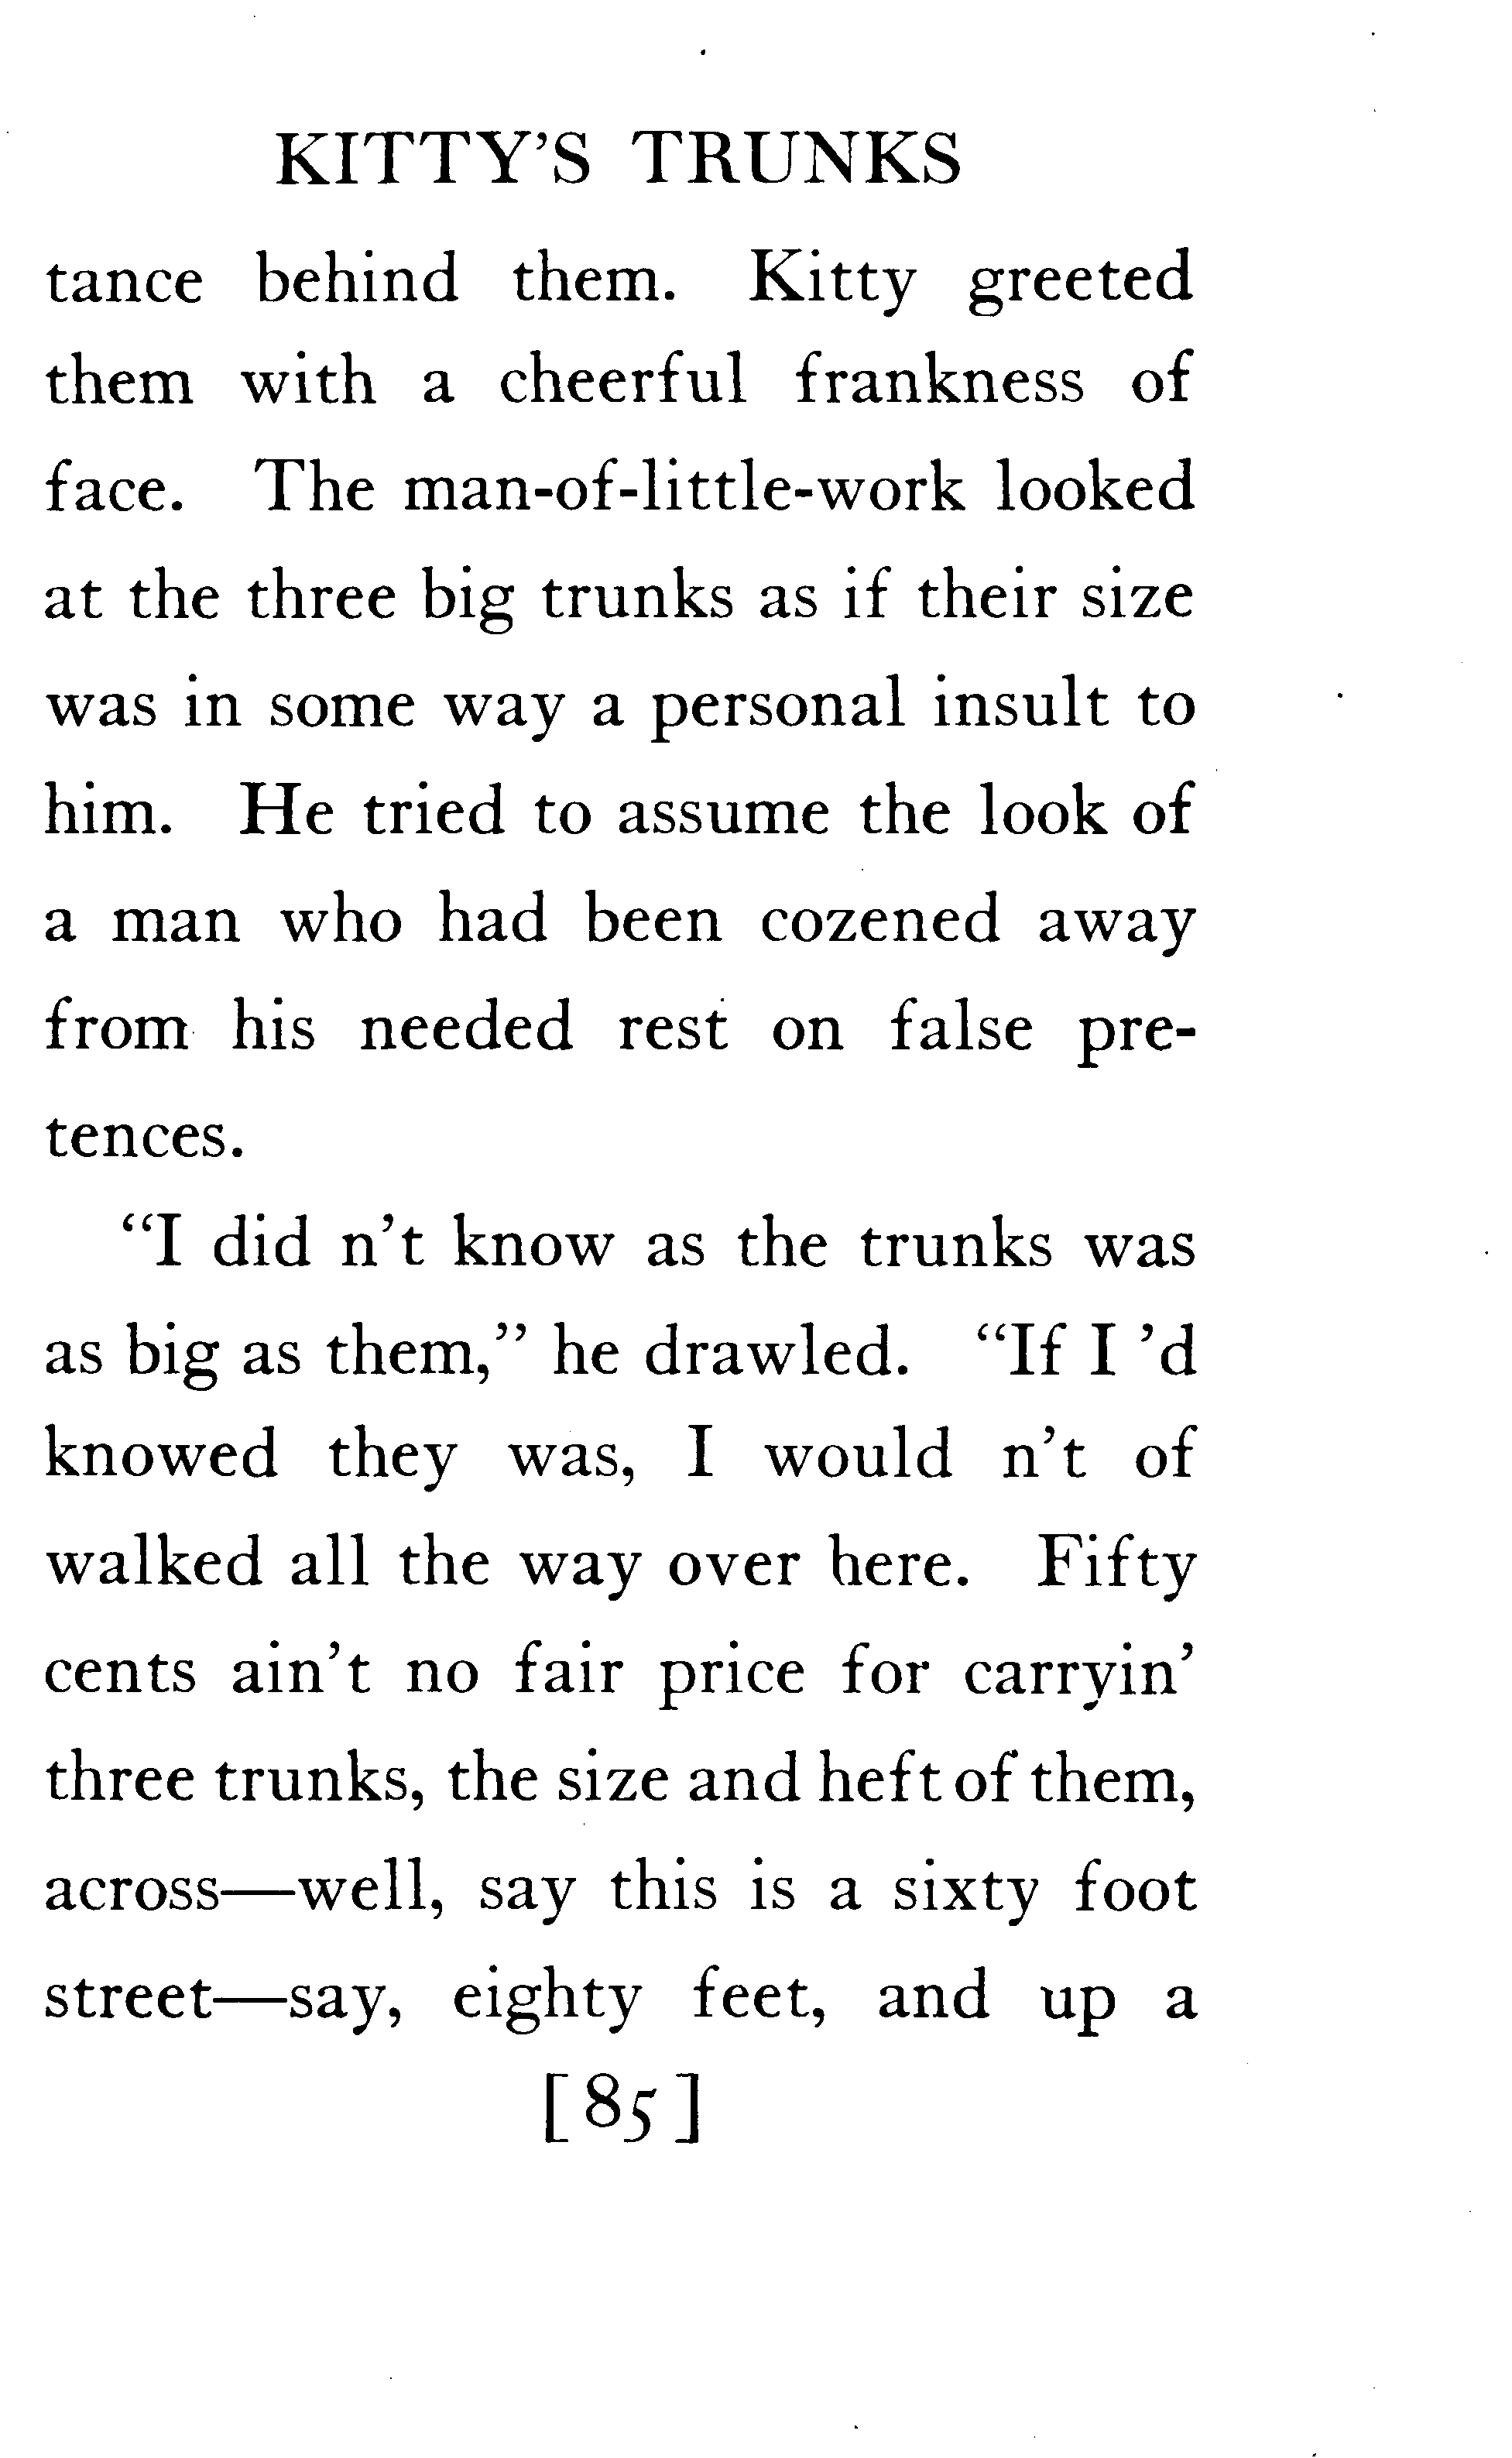 KITTY'S TRUNKS
tance behind them. Kitty greeted
them with a cheerful frankness of
face. The man-of-little-work looked
at the three big trunks as if their size
was in some way a personal insult to
him. He tried to assume the look of
a man who had been cozened away
from his needed rest on false pre-
tences.
"I did n't know as the trunks was
as big as them," he drawled. "If I 'd
knowed they was, I would n't of
walked all the way over here. Fifty
cents ain't no fair price for carryin'
three trunks, the size and heft of them,
across—well, say this is a sixty foot
street—say, eighty feet, and up a
[85]